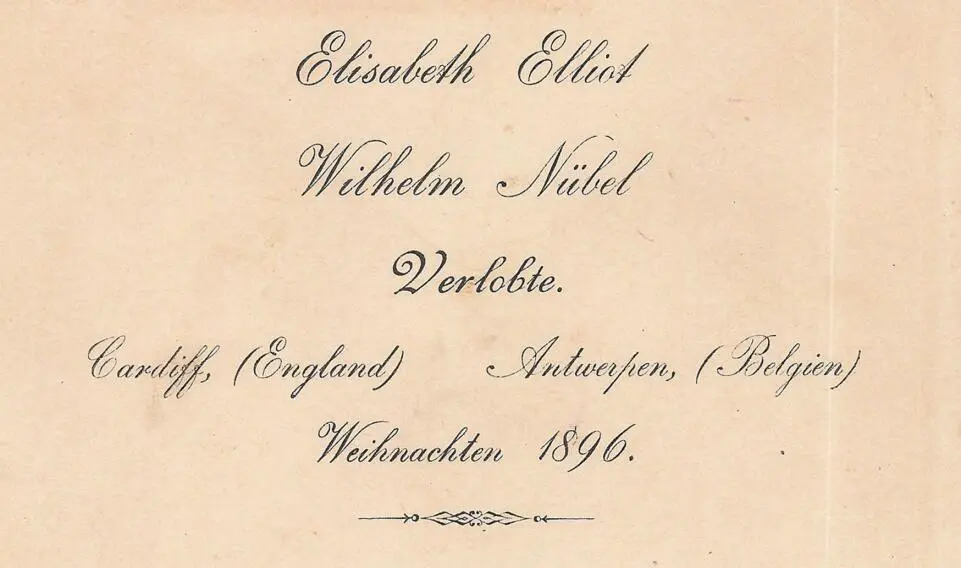 Elisabeth Elliot
Wilhelm Nübel
Verlobte.
Cardiff, (England) Antwerpen, (Belgien)
Weihnachten 1896.